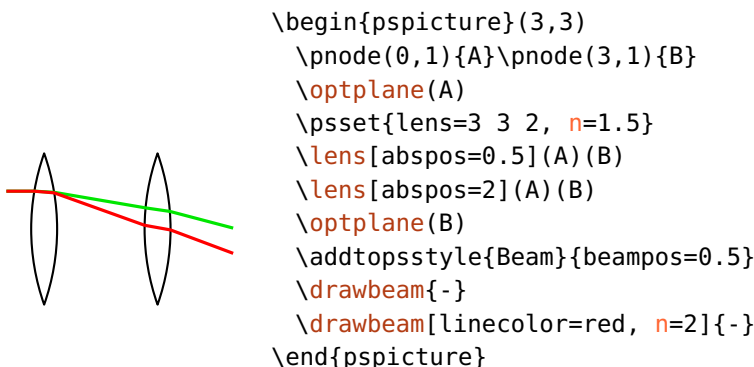 \begin{pspicture}(3,3)
\pnode(0,1){A}\pnode(3,1){B}
\optplane(A)
\psset{lens=3 3 2, n=1.5}
\lens[abspos=0.5](A)(B)
\lens[abspos=2](A)(B)
\optplane(B)
\addtopsstyle{Beam}{beampos=0.5}
\drawbeam{-}
\drawbeam[linecolor=red, n=2]{-}
\end{pspicture}